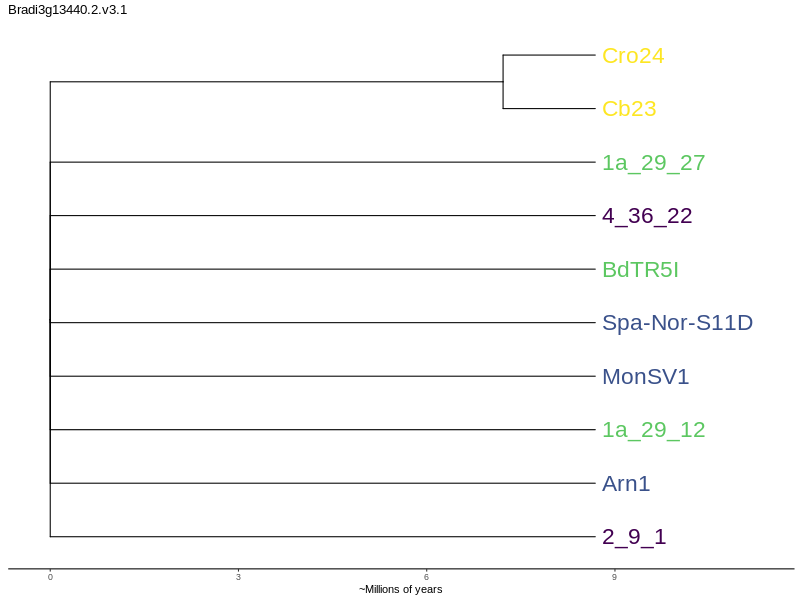 Bradi3g13440.2.v3.1
Cro24
Cb23
1a_29_27
4_36_22
BdTR5I
Spa-Nor-S11D
MonSV1
1a_29_12
Arn1
2_9_1
0 3 6 9
~Millions of years